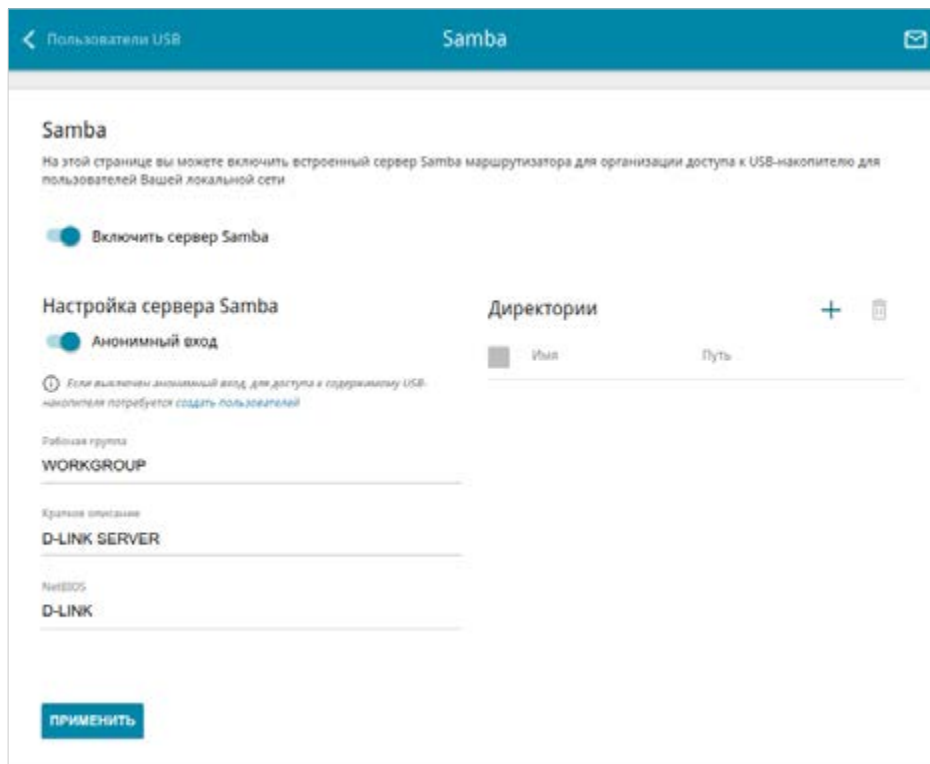 Пользователи USB
Samba
Samba
На этой странице вы можете включить встроенный сервер Samba маршрутизатора для организации доступа к USB-накопителю для
пользователей Вашей локальной сети
Включить сервер Samba
Настройка сервера Samba
Анонимный вход
Если выключен анонимный вход, для доступа к содержимому USB-
накопителя потребуется создать пользователей
Рабочая группа
WORKGROUP
Краткое описание
D-LINK SERVER
NetBIOS
D-LINK
Директории
Имя Путь
ПРИМЕНИТЬ